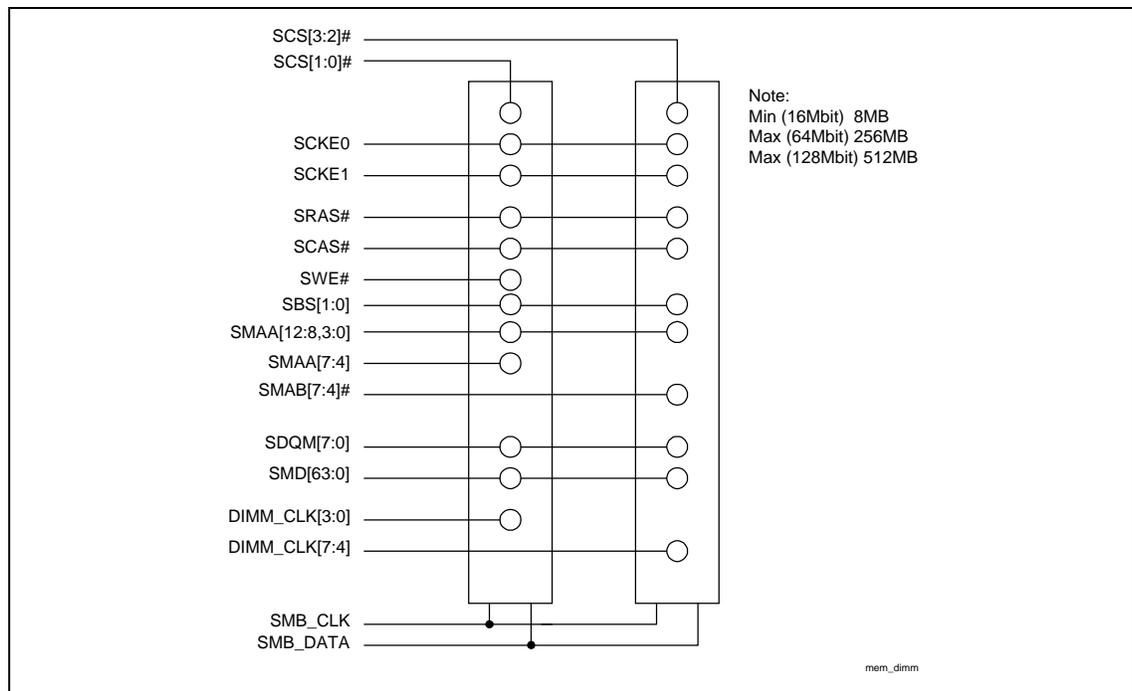 SCS[3:2]#
SCS[1:0]#
Note:
Min (16Mbit)  8MB
Max (64Mbit) 256MB
Max (128Mbit) 512MB
SCKE0
SCKE1
SRAS#
SCAS#
SWE#
SBS[1:0]
SMAA[12:8,3:0]
SMAA[7:4]
SMAB[7:4]#
SDQM[7:0]
SMD[63:0]
DIMM_CLK[3:0]
DIMM_CLK[7:4]
SMB_CLK
SMB_DATA
mem_dimm